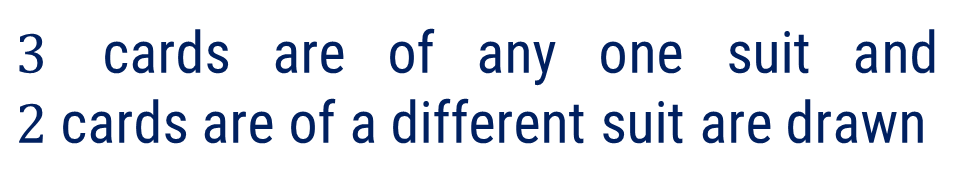 3 cards are of any one suit and
2 cards are of a different suit are drawn